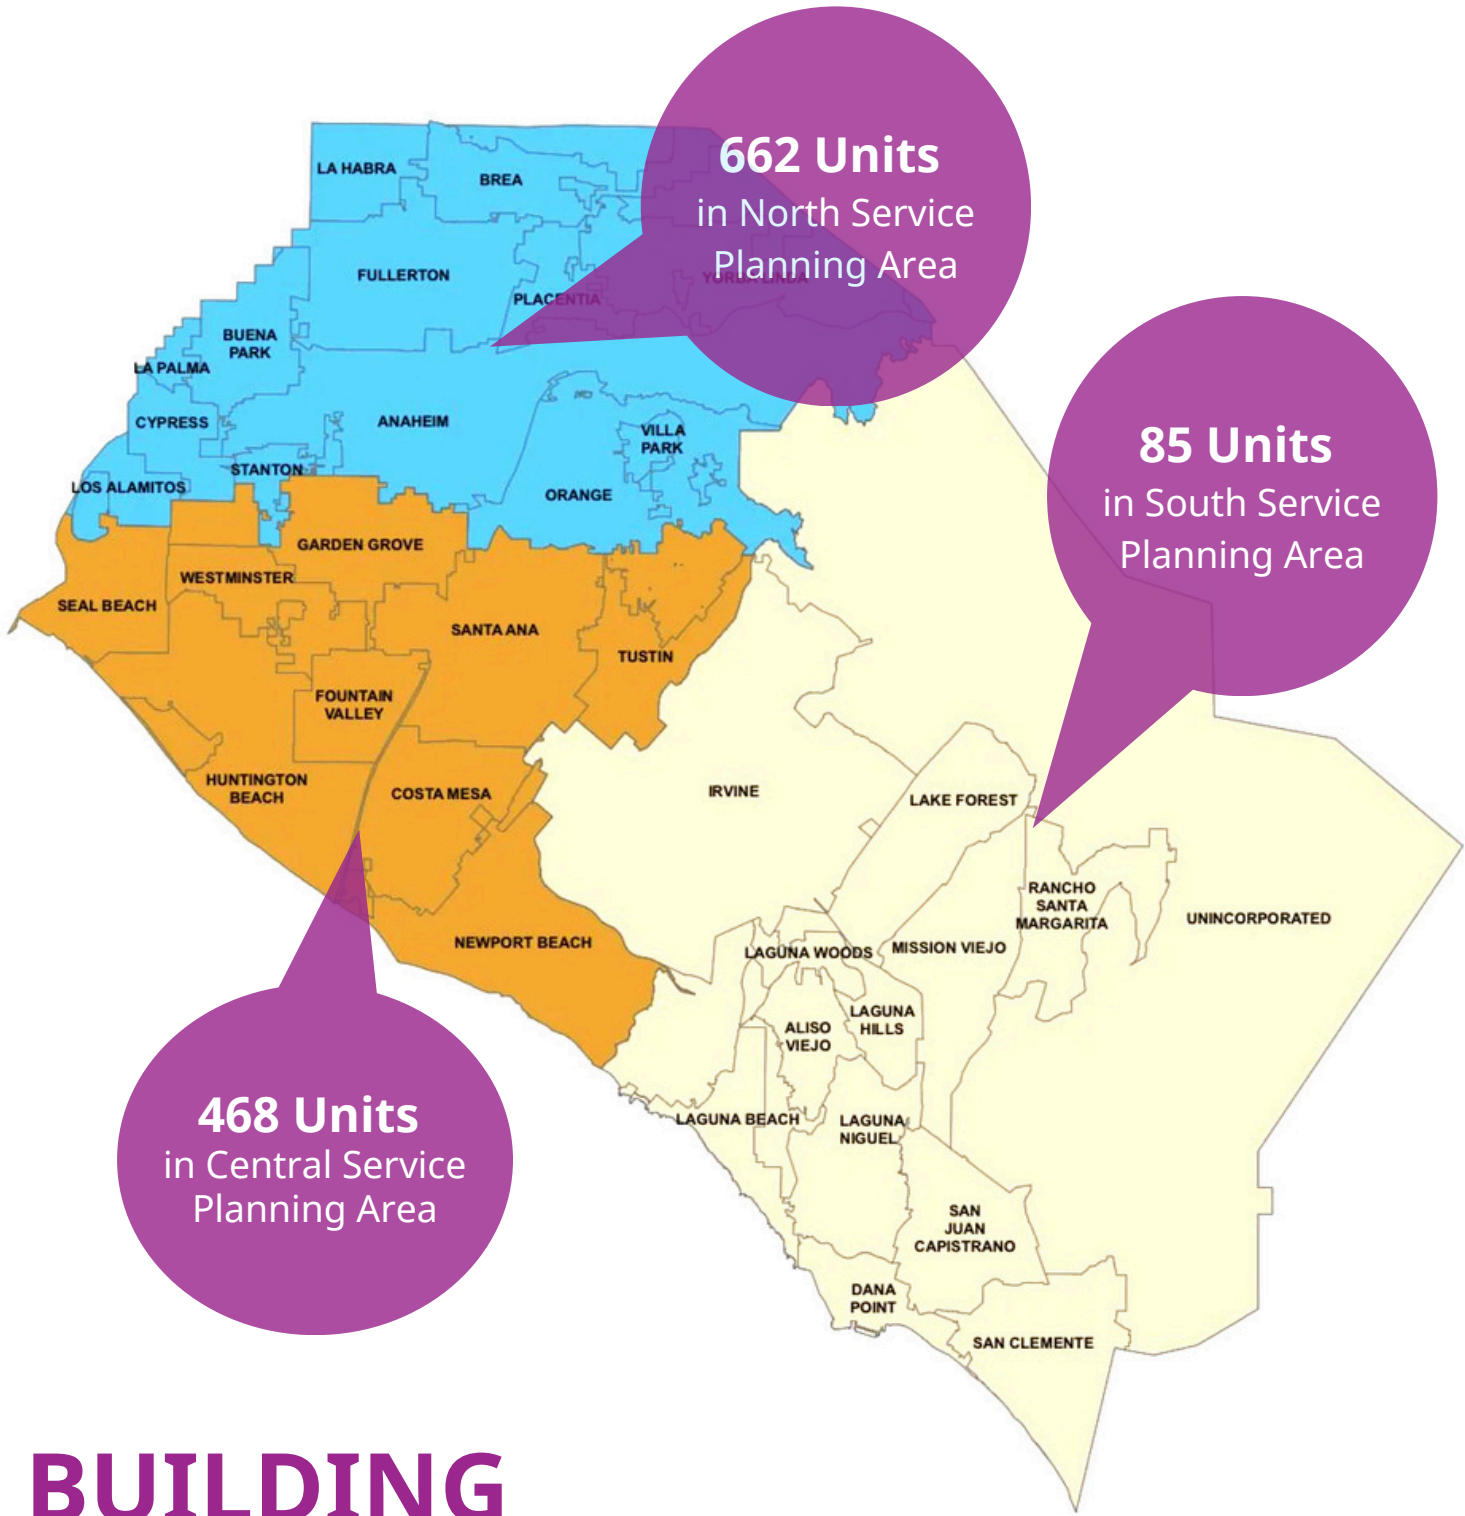 662 Units
in North Service
Planning Area
LA HABRA
BREA
FULLERTON
YORBA LINDA
PLACENTIA
BUENA
PARK
LA PALMA
CYPRESS
ANAHEIM
VILLA
PARK
STANTON
LOS ALAMITOS
ORANGE
85 Units
in South Service
Planning Area
GARDEN GROVE
WESTMINSTER
SEAL BEACH
SANTA ANA
TUSTIN
FOUNTAIN
VALLEY
HUNTINGTON
BEACH
COSTA MESA
IRVINE
LAKE FOREST
RANCHO
SANTA
MARGARITA
UNINCORPORATED
NEWPORT BEACH
LAGUNA WOODS
MISSION VIEJO
LAGUNA
HILLS
ALISO
VIEJO
468 Units
in Central Service
Planning Area
LAGUNA BEACH
LAGUNA
NIGUEL
SAN
JUAN
CAPISTRANO
DANA
POINT
SAN CLEMENTE
BUILDING